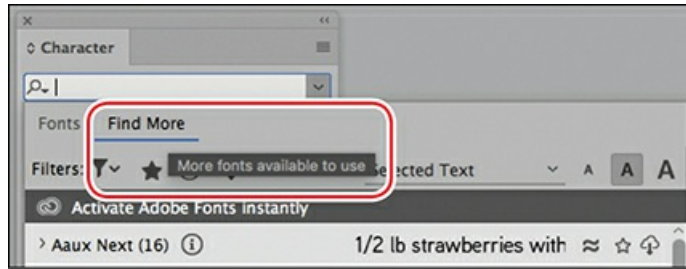 Character
Fonts Find More
Filters:
More fonts available to use
Selected Text A A A
Activate Adobe Fonts Instantly
Aaux Next (16) 1/2 lb strawberries with